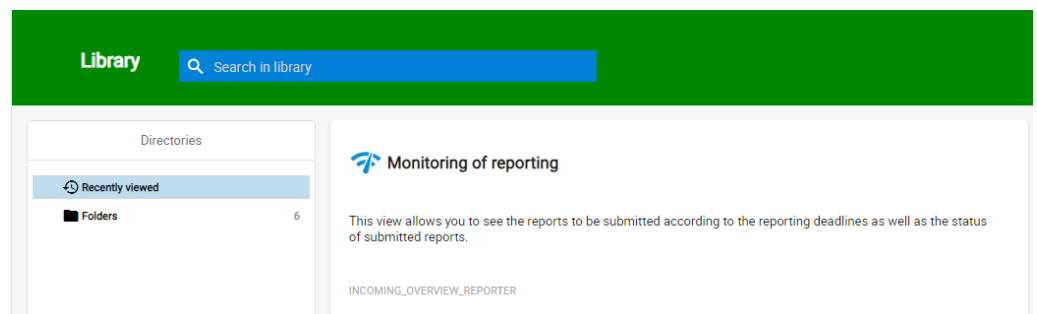 Library
Search in library
Directories
Recently viewed
Folders 6
Monitoring of reporting
This view allows you to see the reports to be submitted according to the reporting deadlines as well as the status
of submitted reports.
INCOMING_OVERVIEW_REPORTER